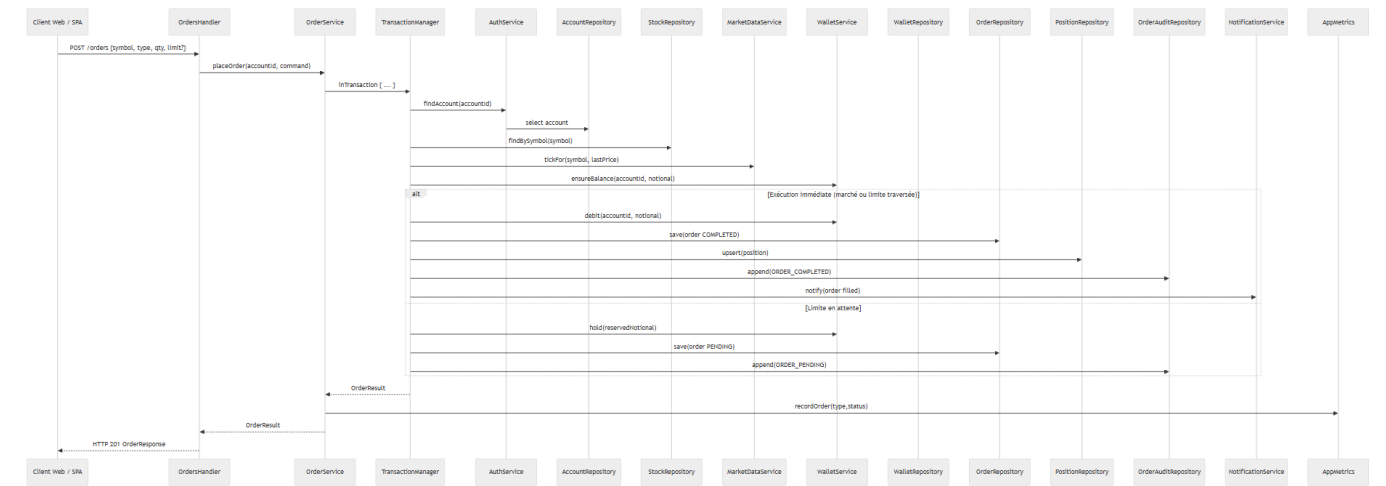 Client Web / SPA
OrdersHandler
OrderService
TransactionManager
AuthService
AccountRepository
StockRepository
MarketDataService
WalletService
WalletRepository
OrderRepository
PositionRepository
OrderAuditRepository
NotificationService
AppMetrics
POST /orders (symbol, type, qty, limit?)
placeOrder(accountId, command)
inTransaction { ... }
findAccount(accountId)
select account
findBySymbol(symbol)
tickFor(symbol, lastPrice)
ensureBalance(accountId, notional)
alt
[Exécution immédiate (marché ou limite traversée)]
debit(accountId, notional)
save(order COMPLETED)
upsert(position)
append(ORDER_COMPLETED)
notify(order filled)
[Limite en attente]
hold(reservedNotional)
save(order PENDING)
append(ORDER_PENDING)
OrderResult
recordOrder(type,status)
OrderResult
HTTP 201 OrderResponse
Client Web / SPA
OrdersHandler
OrderService
TransactionManager
AuthService
AccountRepository
StockRepository
MarketDataService
WalletService
WalletRepository
OrderRepository
PositionRepository
OrderAuditRepository
NotificationService
AppMetrics